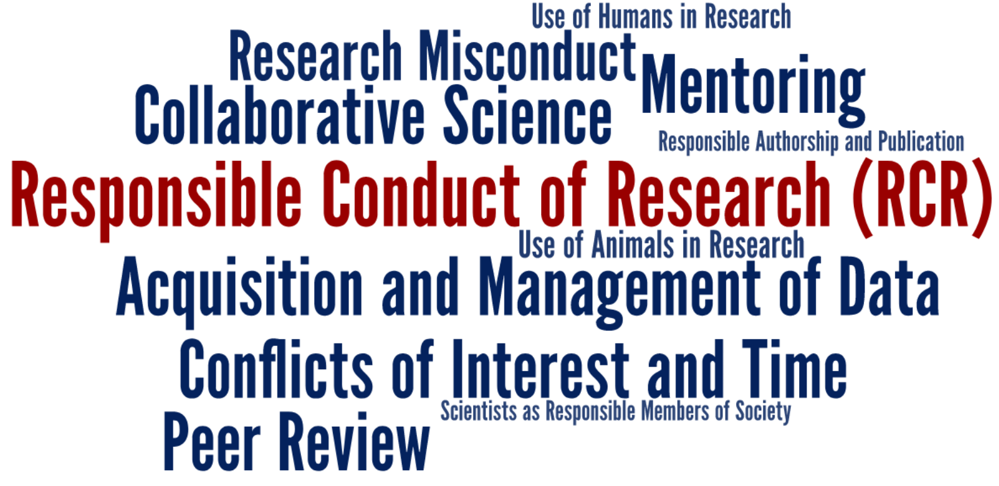 Use of Humans in Research
Research Misconduct
Mentoring
Collaborative Science
Responsible Authorship and Publication
Responsible Conduct of Research (RCR)
Use of Animals in Research
Acquisition and Management of Data
Conflicts of Interest and Time
Scientists as Responsible Members of Society
Peer Review